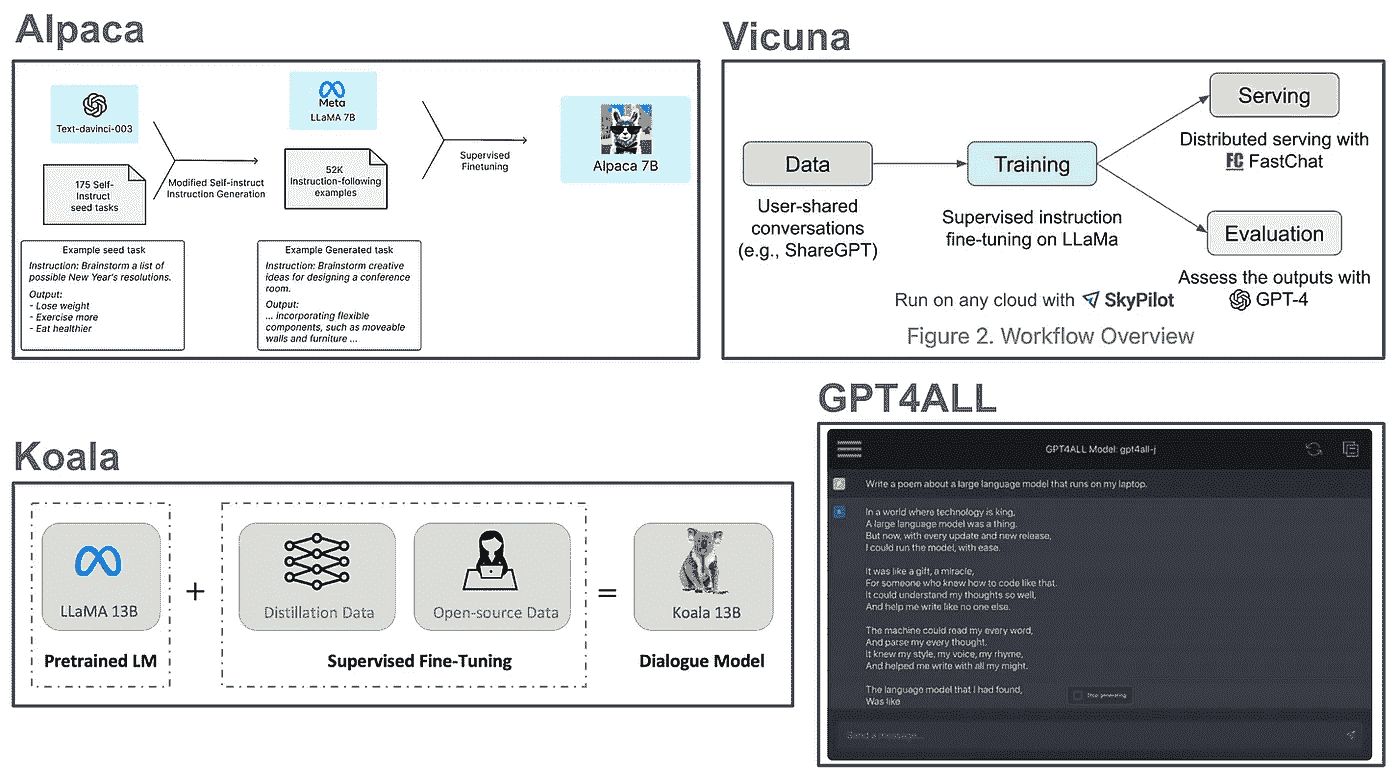 Alpaca
Text-davinci-003
175 Self-
Instruct
seed tasks
Modified Self-instruct
Instruction Generation
Meta
LLaMA 7B
52K
Instruction-following
examples
Supervised
Finetuning
Alpaca 7B
Example seed task
Instruction: Brainstorm a list of
possible New Year's resolutions.
Output:
- Lose weight
- Exercise more
- Eat healthier
Example Generated task
Instruction: Brainstorm creative
ideas for designing a conference
room.
Output:
... incorporating flexible
components, such as moveable
walls and furniture ...
Vicuna
Data
User-shared
conversations
(e.g., ShareGPT)
Training
Supervised instruction
fine-tuning on LLaMa
Serving
Distributed serving with
FC FastChat
Evaluation
Assess the outputs with
GPT-4
Run on any cloud with SkyPilot
Figure 2. Workflow Overview
Koala
LLaMA 13B
Pretrained LM
+
Distillation Data
Open-source Data
Supervised Fine-Tuning
=
Koala 13B
Dialogue Model
GPT4ALL
GPT4ALL Model: gpt4all-j
Write a poem about a large language model that runs on my laptop.
In a world where technology is king,
A large language model was a thing.
But now, with every update and new release,
I could run the model, with ease.
It was like a gift, a miracle,
For someone who knew how to code like that.
It could understand my thoughts so well,
And help me write like no one else.
The machine could read my every word,
And parse my every thought.
It knew my style, my voice, my rhyme,
And helped me write with all my might.
The language model that I had found,
Was like
Stop generating
Send a message...